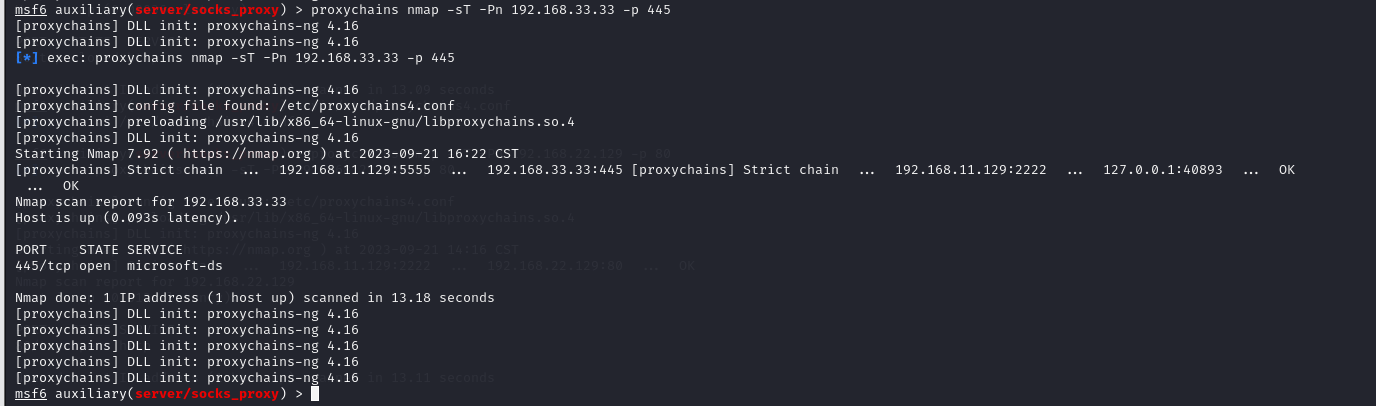 msf6 auxiliary(server/socks_proxy) > proxychains nmap -sT -Pn 192.168.33.33 -p 445
[proxychains] DLL init: proxychains-ng 4.16
[proxychains] DLL init: proxychains-ng 4.16
[*] exec: proxychains nmap -sT -Pn 192.168.33.33 -p 445
[proxychains] DLL init: proxychains-ng 4.16
[proxychains] config file found: /etc/proxychains4.conf
[proxychains] preloading /usr/lib/x86_64-linux-gnu/libproxychains.so.4
[proxychains] DLL init: proxychains-ng 4.16
Starting Nmap 7.92 ( https://nmap.org ) at 2023-09-21 16:22 CST
[proxychains] Strict chain ... 192.168.11.129:5555 ... 192.168.33.33:445 [proxychains] Strict chain ... 192.168.11.129:2222 ... 127.0.0.1:40893 ... OK
... OK
Nmap scan report for 192.168.33.33
Host is up (0.093s latency).
PORT STATE SERVICE
445/tcp open microsoft-ds
Nmap done: 1 IP address (1 host up) scanned in 13.18 seconds
[proxychains] DLL init: proxychains-ng 4.16
[proxychains] DLL init: proxychains-ng 4.16
[proxychains] DLL init: proxychains-ng 4.16
[proxychains] DLL init: proxychains-ng 4.16
[proxychains] DLL init: proxychains-ng 4.16
msf6 auxiliary(server/socks_proxy) >